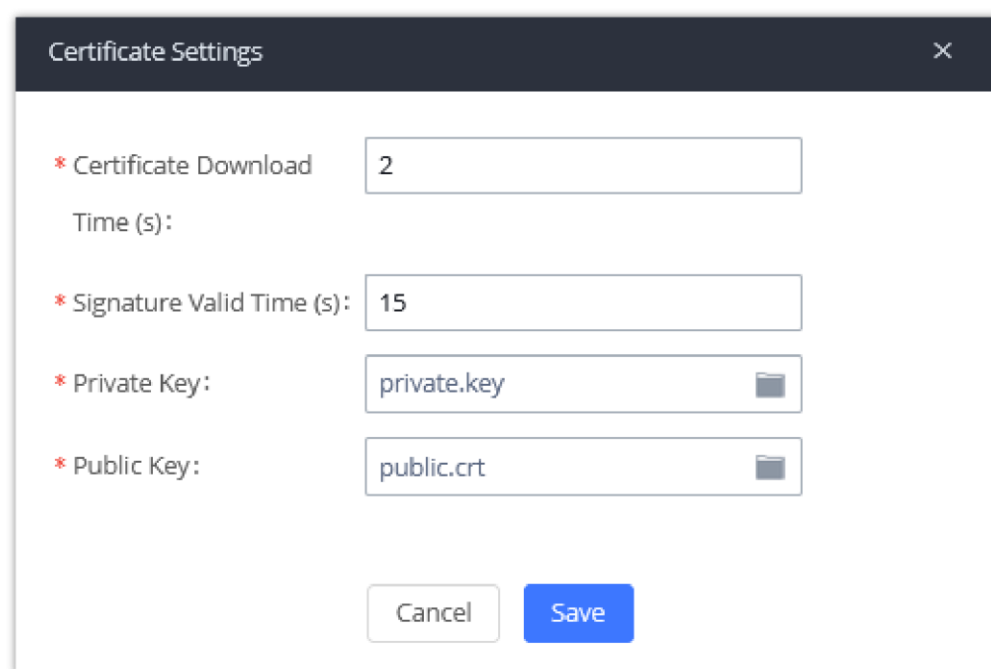 Certificate Settings
* Certificate Download 2
Time (s):
* Signature Valid Time (s): 15
* Private Key: private.key
* Public Key: public.crt
Cancel Save